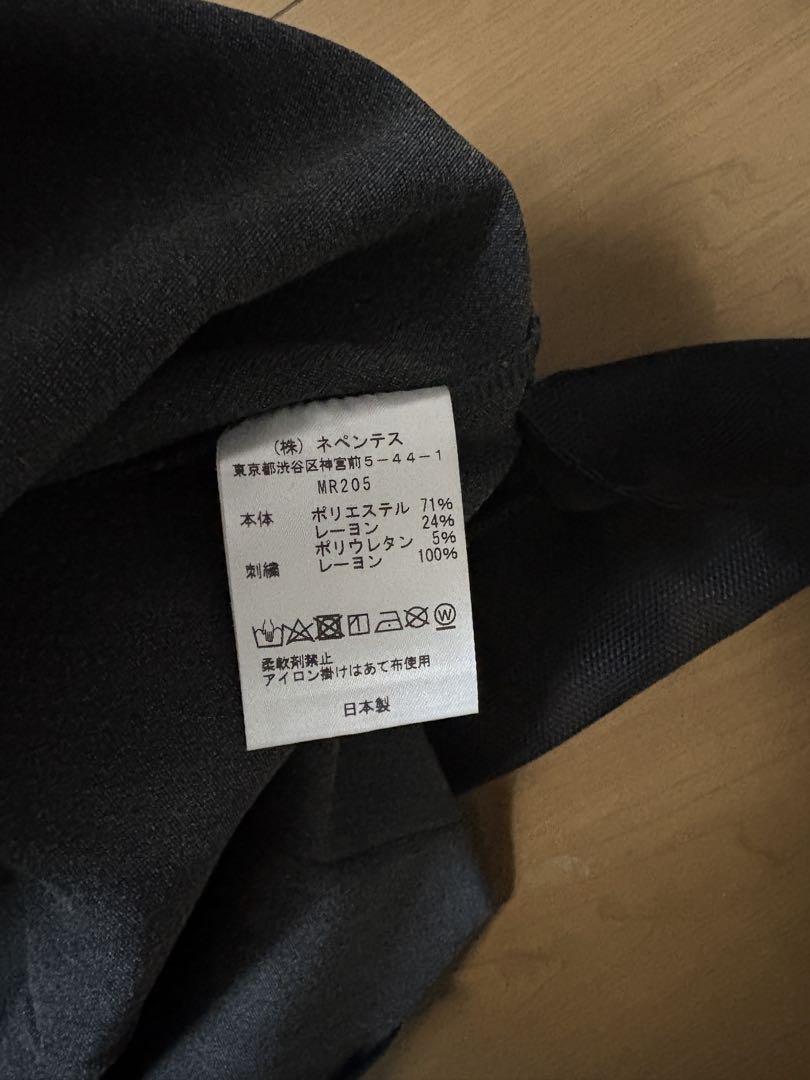 (株) ネペンテス
東京都渋谷区神宮前5-44-1
MR205
本体 ポリエステル 71%
レーヨン 24%
ポリウレタン 5%
刺繍 レーヨン 100%
W
柔軟剤禁止
アイロン掛けはあて布使用
日本製